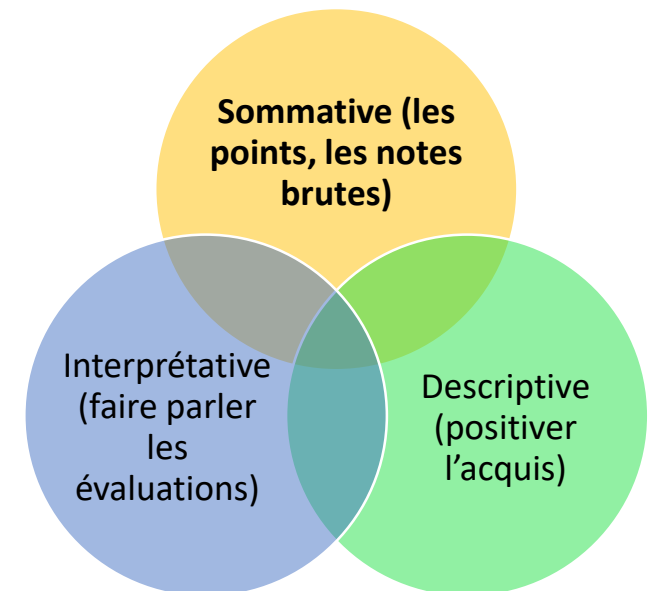 Sommative (les
points, les notes
brutes)
Interprétative
(faire parler
les
évaluations)
Descriptive
(positiver
l’acquis)